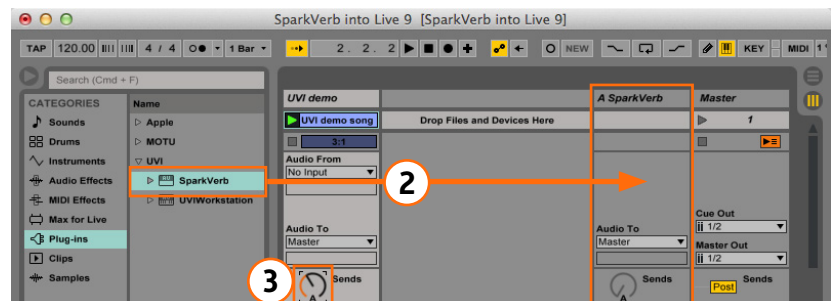 SparkVerb into Live 9 [SparkVerb into Live 9]
TAP 120.00 4 / 4 1 Bar 2. 2. 2 NEW KEY MIDI
Search (Cmd + F)
CATEGORIES
Sounds
Drums
Instruments
Audio Effects
MIDI Effects
Max for Live
Plug-ins
Clips
Samples
Name
Apple
MOTU
UVI
SparkVerb
UVIWorkstation
UVI demo
UVI demo song
3:1
Audio From
No Input
Audio To
Master
Sends
A
Drop Files and Devices Here
2
3
A SparkVerb
Audio To
Master
Sends
A
Master
1
Cue Out
1/2
Master Out
1/2
Sends
Post